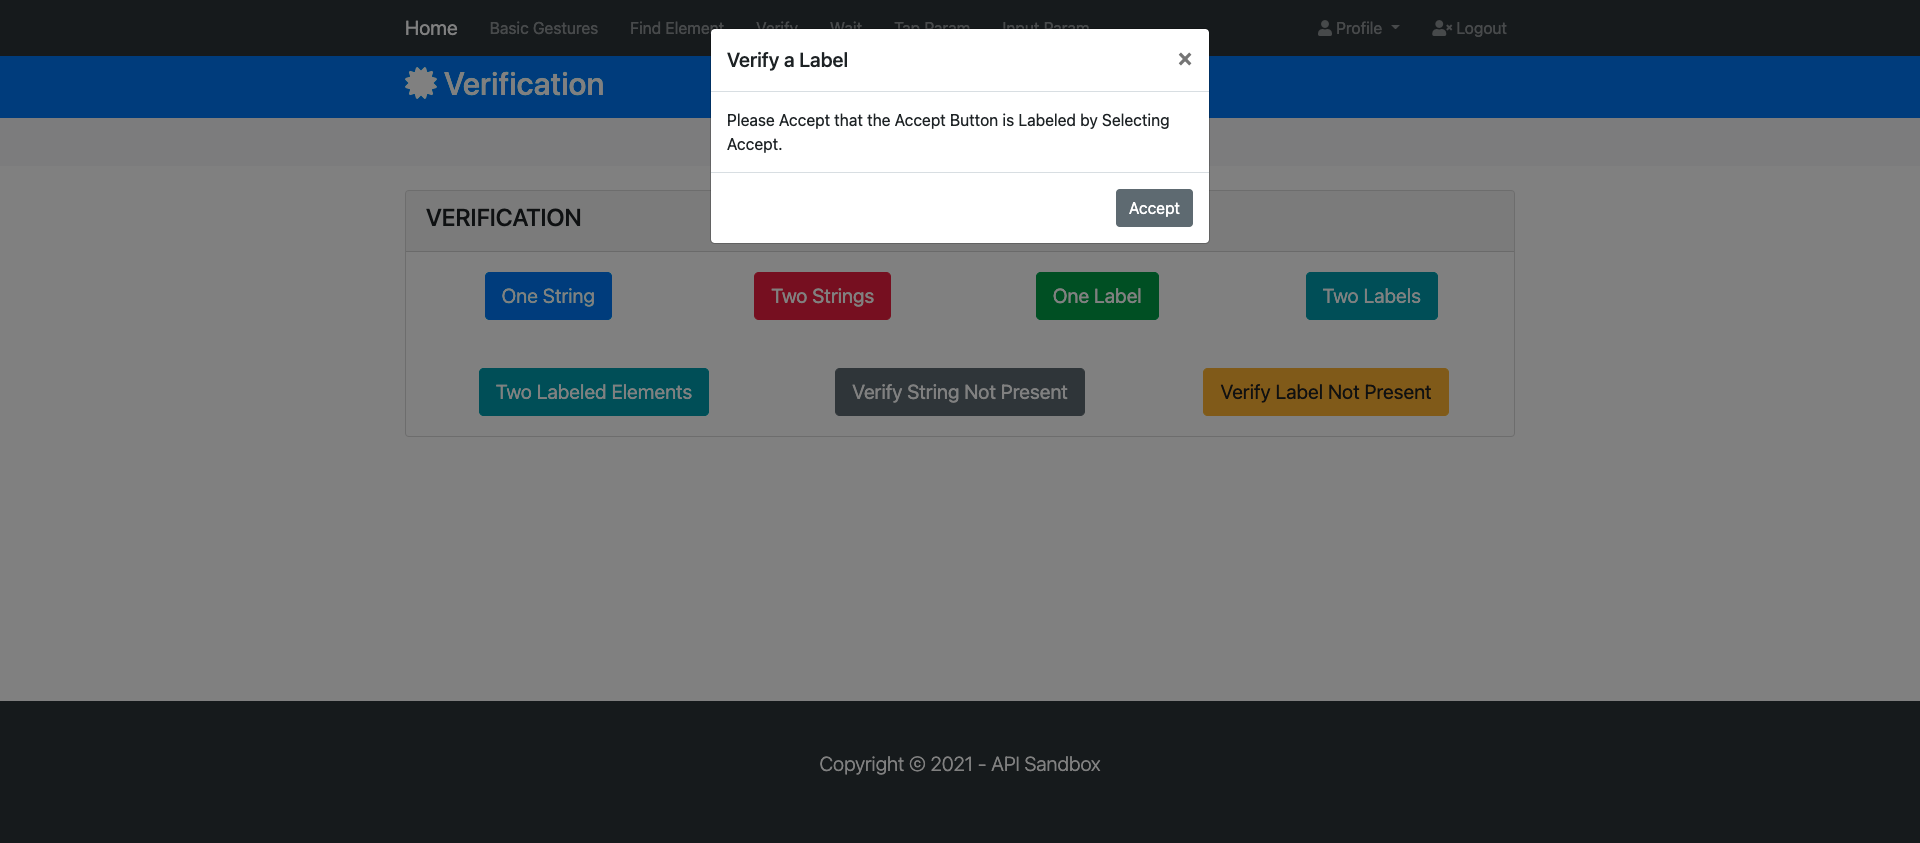 Home Basic Gestures Find Element Verify Wait Tap Param Input Param Profile Logout
Verify a Label ×
Verification
Please Accept that the Accept Button is Labeled by Selecting
Accept.
Accept
VERIFICATION
One String Two Strings One Label Two Labels
Two Labeled Elements Verify String Not Present Verify Label Not Present
Copyright © 2021 - API Sandbox